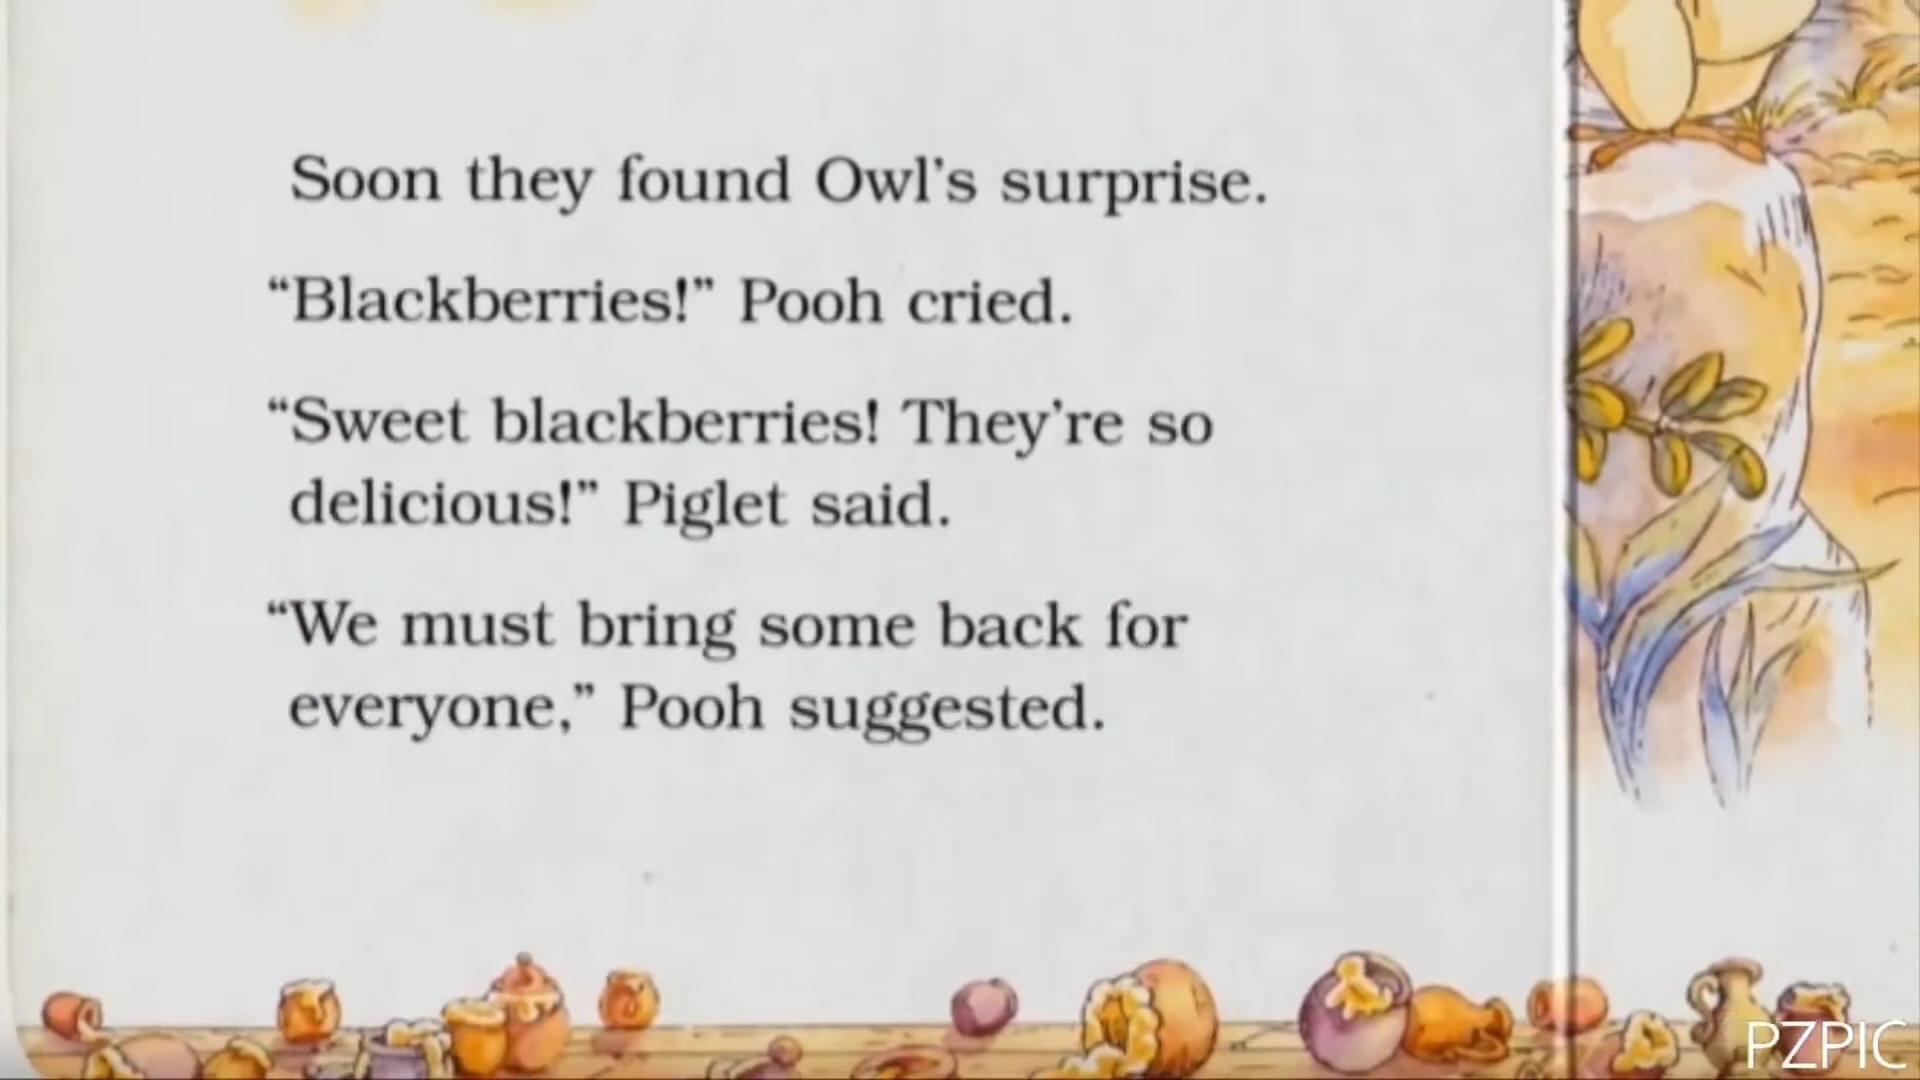 Soon they found Owl's surprise.
“Blackberries!” Pooh cried.
“Sweet blackberries! They're so
delicious!” Piglet said.
“We must bring some back for
everyone,” Pooh suggested.
PZPIC